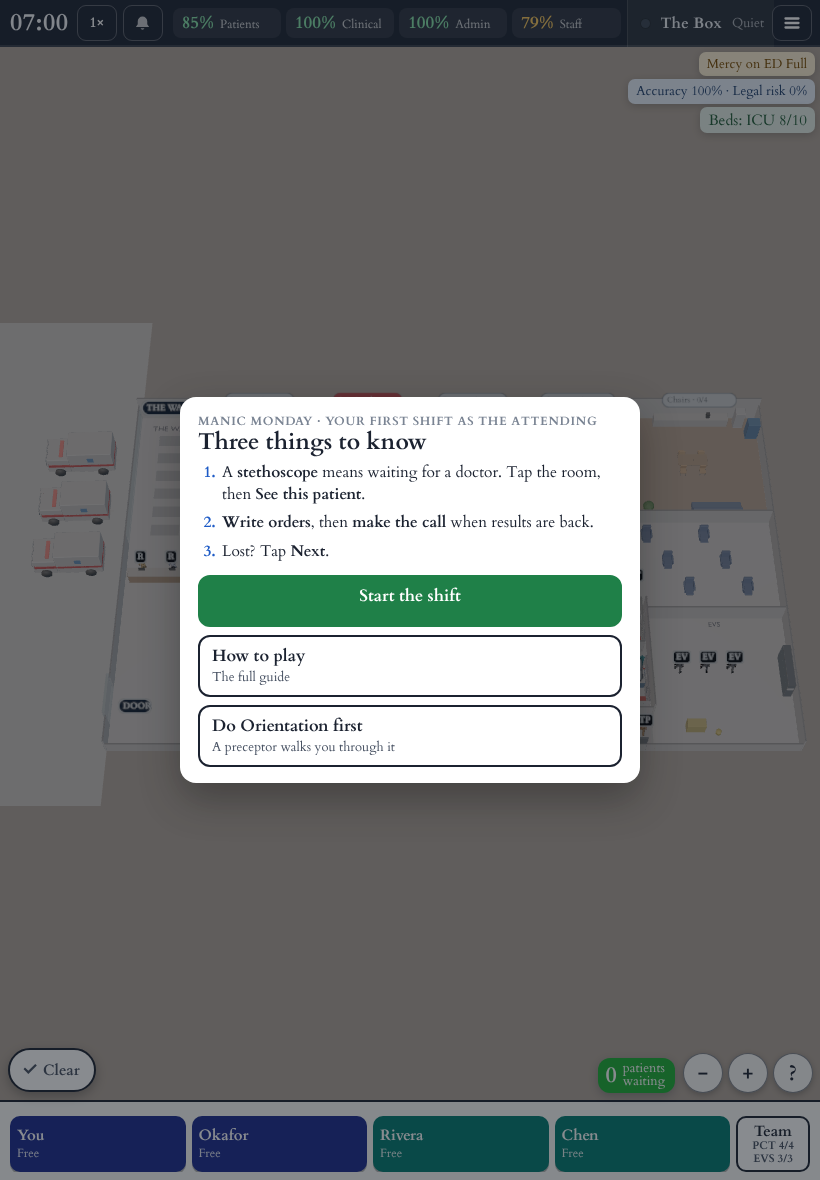 07:00
1×
85% Patients
100% Clinical
100% Admin
79% Staff
The Box Quiet
Mercy on ED Full
Accuracy 100% · Legal risk 0%
Beds: ICU 8/10
MANIC MONDAY · YOUR FIRST SHIFT AS THE ATTENDING
Three things to know
1. A stethoscope means waiting for a doctor. Tap the room,
then See this patient.
2. Write orders, then make the call when results are back.
3. Lost? Tap Next.
Start the shift
How to play
The full guide
Do Orientation first
A preceptor walks you through it
THE WA
THE W
R
R
DOOR
EVS
EV
EV
EV
Clear
0 patients
waiting
−
+
?
You
Free
Okafor
Free
Rivera
Free
Chen
Free
Team
PCT 4/4
EVS 3/3